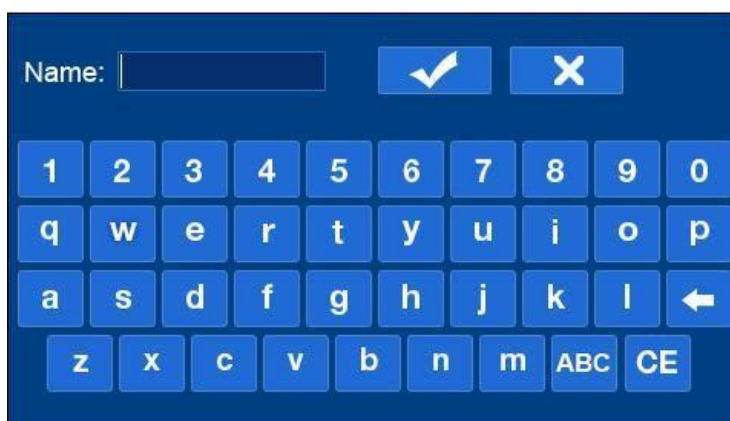 Name:
1 2 3 4 5 6 7 8 9 0
q w e r t y u i o p
a s d f g h j k l
z x c v b n m ABC CE